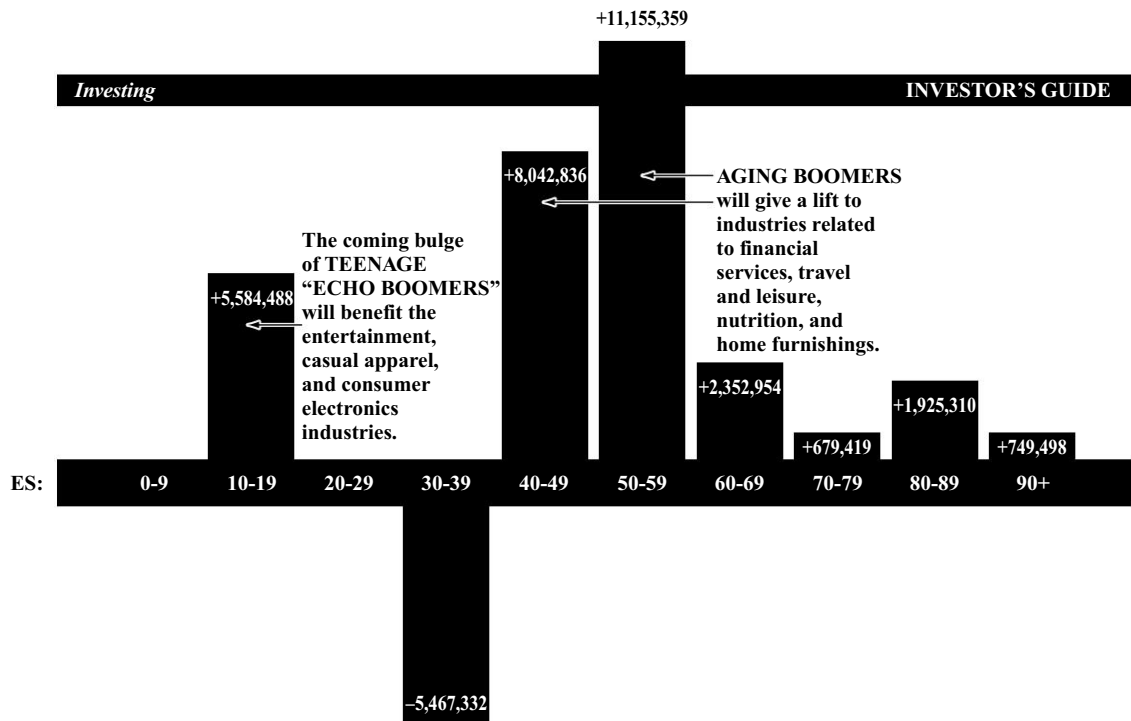 +11,155,359
Investing
INVESTOR’S GUIDE
+8,042,836
AGING BOOMERS
will give a lift to
industries related
to financial
services, travel
and leisure,
nutrition, and
home furnishings.
The coming bulge
of TEENAGE
“ECHO BOOMERS”
will benefit the
entertainment,
casual apparel,
and consumer
electronics
industries.
+5,584,488
+2,352,954
+679,419
+1,925,310
+749,498
ES: 0-9 10-19 20-29 30-39 40-49 50-59 60-69 70-79 80-89 90+
–5,467,332